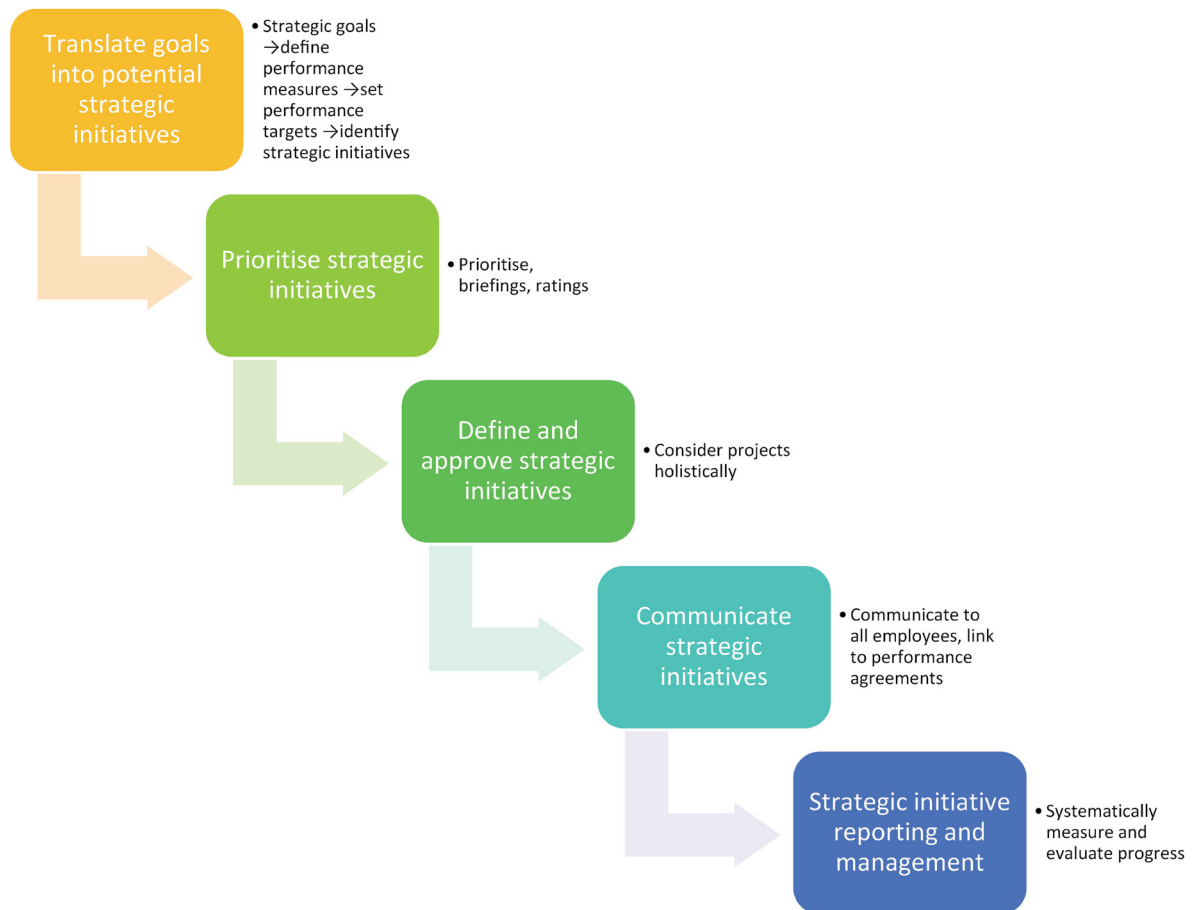 Translate goals
into potential
strategic
initiatives
• Strategic goals
→define
performance
measures →set
performance
targets →identify
strategic initiatives
Prioritise strategic
initiatives
• Prioritise,
briefings, ratings
Define and
approve strategic
initiatives
• Consider projects
holistically
Communicate
strategic
initiatives
• Communicate to
all employees, link
to performance
agreements
Strategic initiative
reporting and
management
• Systematically
measure and
evaluate progress